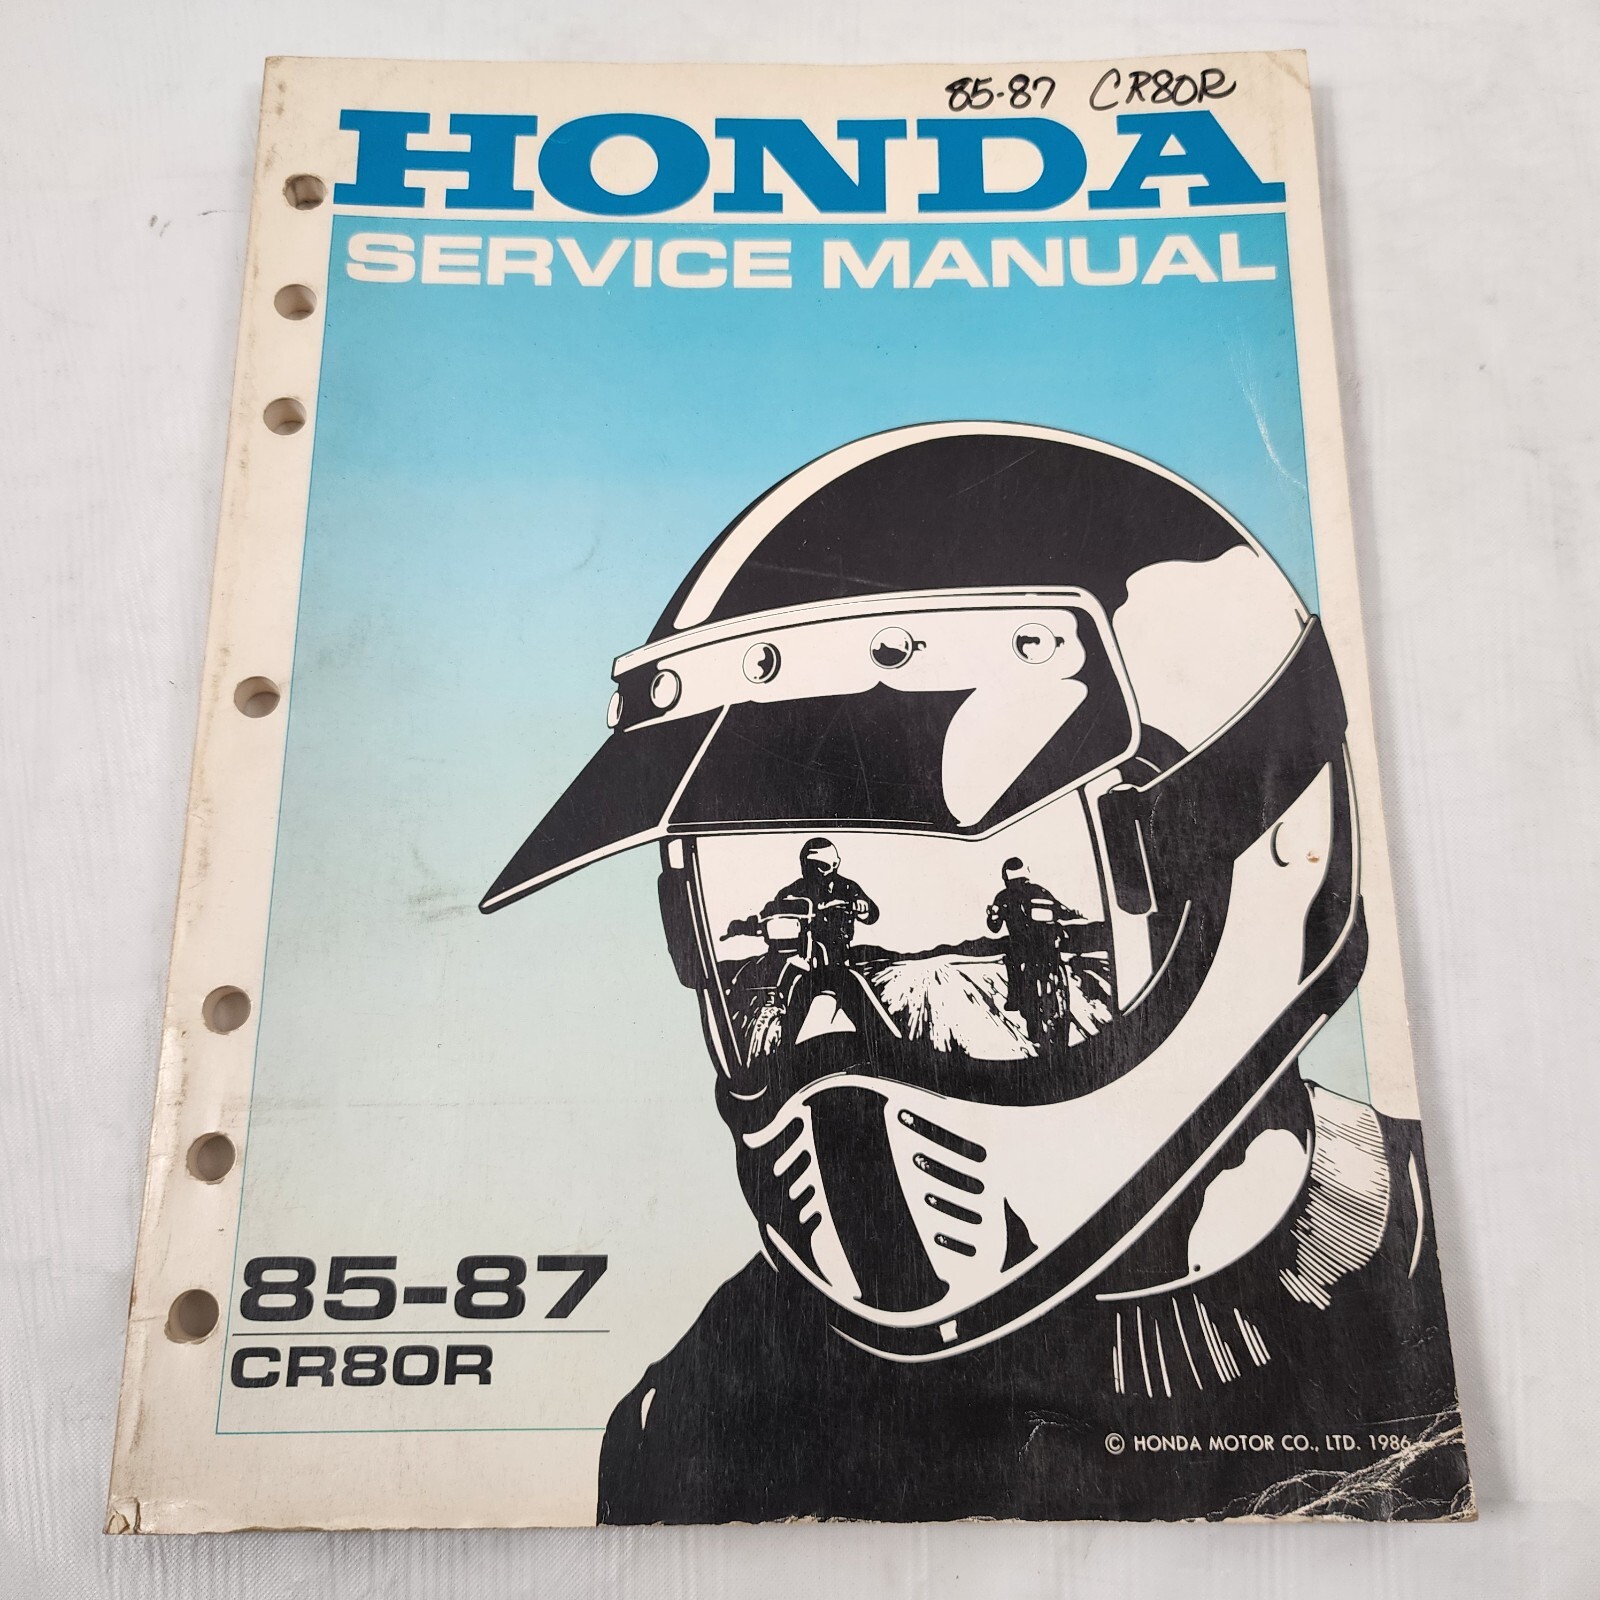 85-87 CR80R
HONDA
SERVICE MANUAL
85-87
CR80R
© HONDA MOTOR CO., LTD. 1986